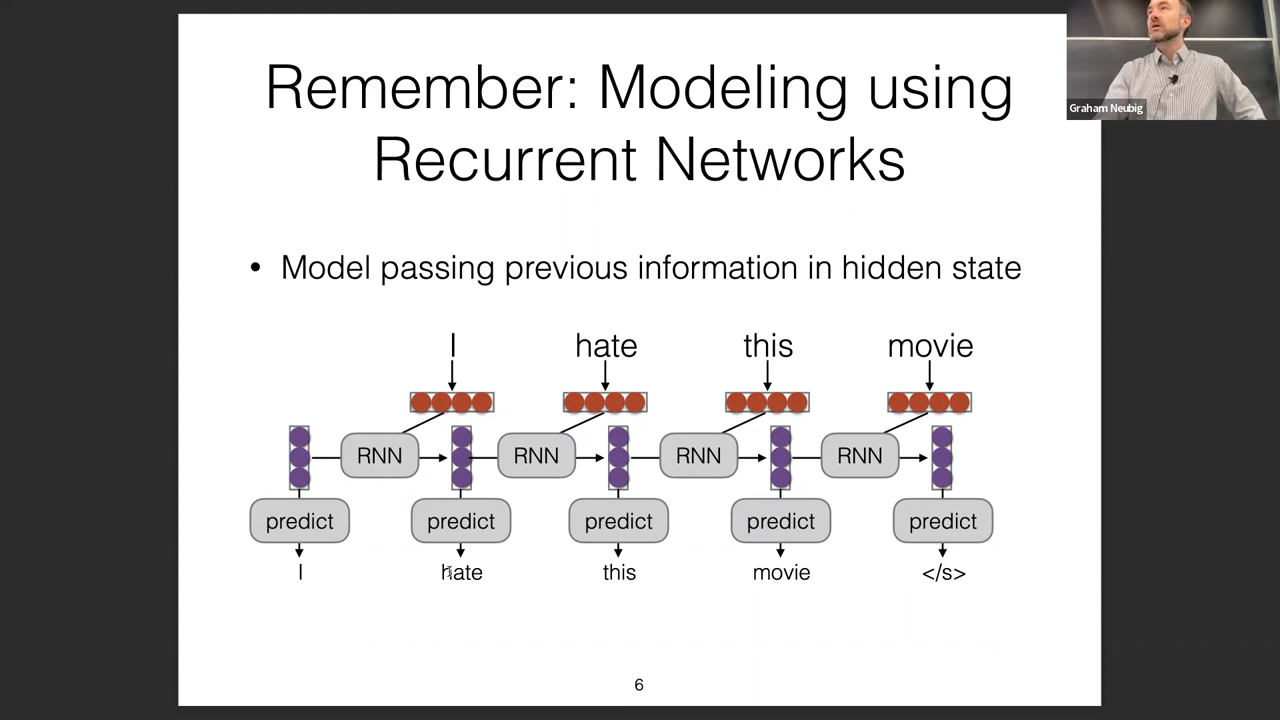 Remember: Modeling using
Recurrent Networks
Graham Neubig
• Model passing previous information in hidden state
I hate this movie
RNN RNN RNN RNN
predict predict predict predict predict
I hate this movie </s>
6